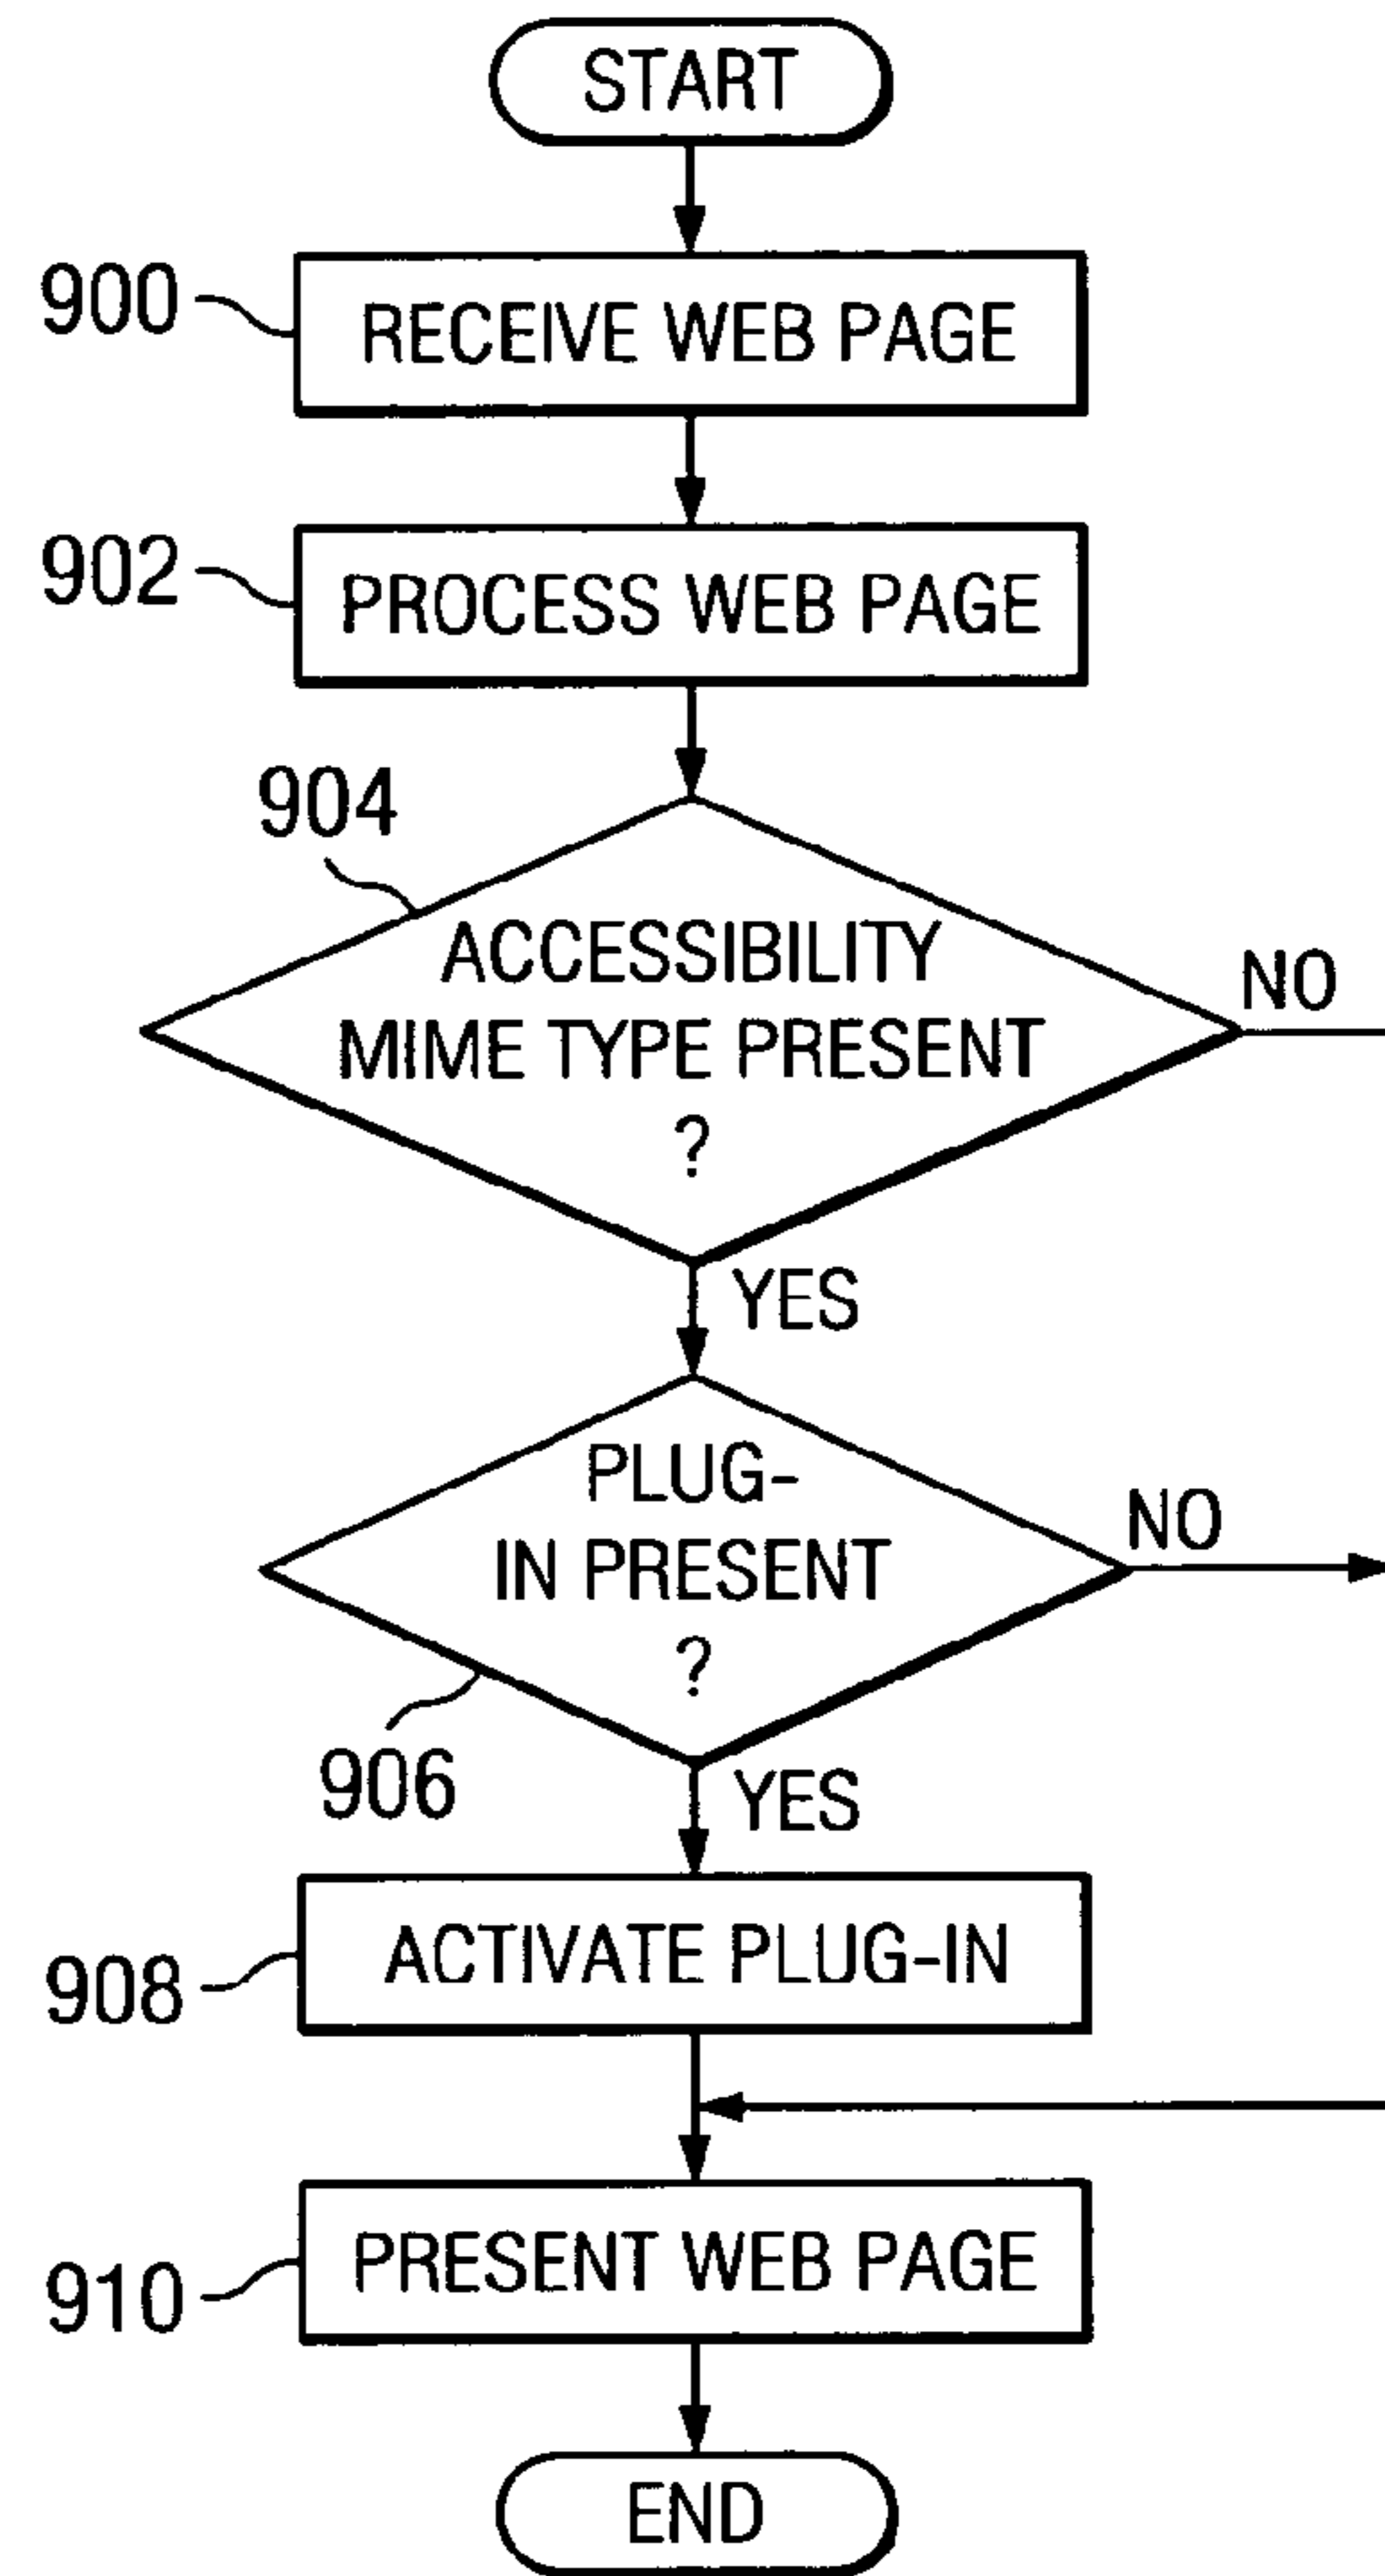 START
900
RECEIVE WEB PAGE
902
PROCESS WEB PAGE
904
ACCESSIBILITY
MIME TYPE PRESENT
?
NO
YES
PLUG-
IN PRESENT
?
NO
906
YES
908
ACTIVATE PLUG-IN
910
PRESENT WEB PAGE
END